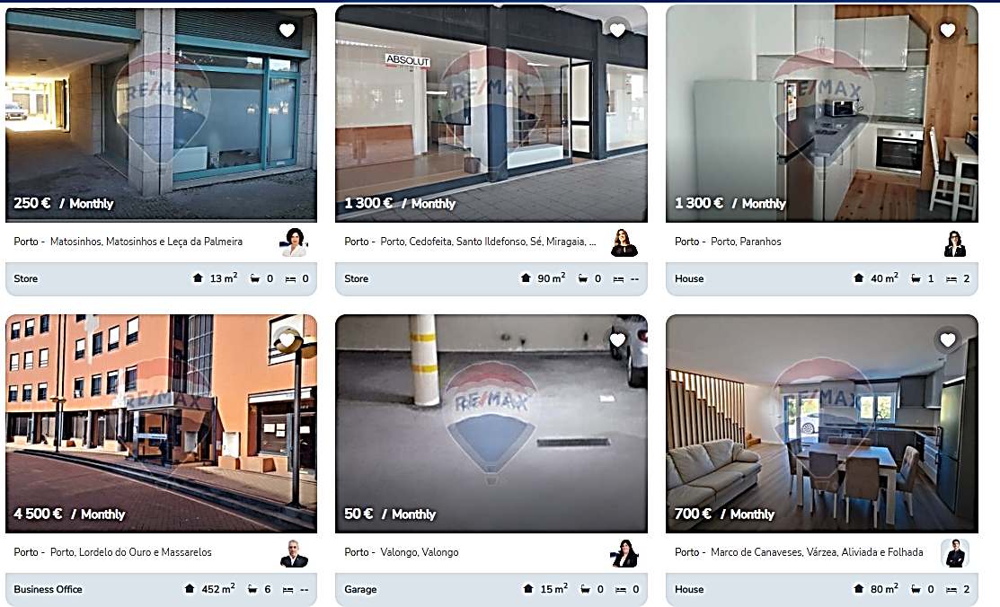 RE/MAX
250 € / Monthly
Porto - Matosinhos, Matosinhos e Leça da Palmeira
Store 13 m² 0 0
ABSOLUT
RE/MAX
1 300 € / Monthly
Porto - Porto, Cedofeita, Santo Ildefonso, Sé, Miragaia, ...
Store 90 m² 0 --
RE/MAX
1 300 € / Monthly
Porto - Porto, Paranhos
House 40 m² 1 2
RE/MAX
4 500 € / Monthly
Porto - Porto, Lordelo do Ouro e Massarelos
Business Office 452 m² 6 --
RE/MAX
50 € / Monthly
Porto - Valongo, Valongo
Garage 15 m² 0 0
RE/MAX
700 € / Monthly
Porto - Marco de Canaveses, Várzea, Aliviada e Folhada
House 80 m² 0 2